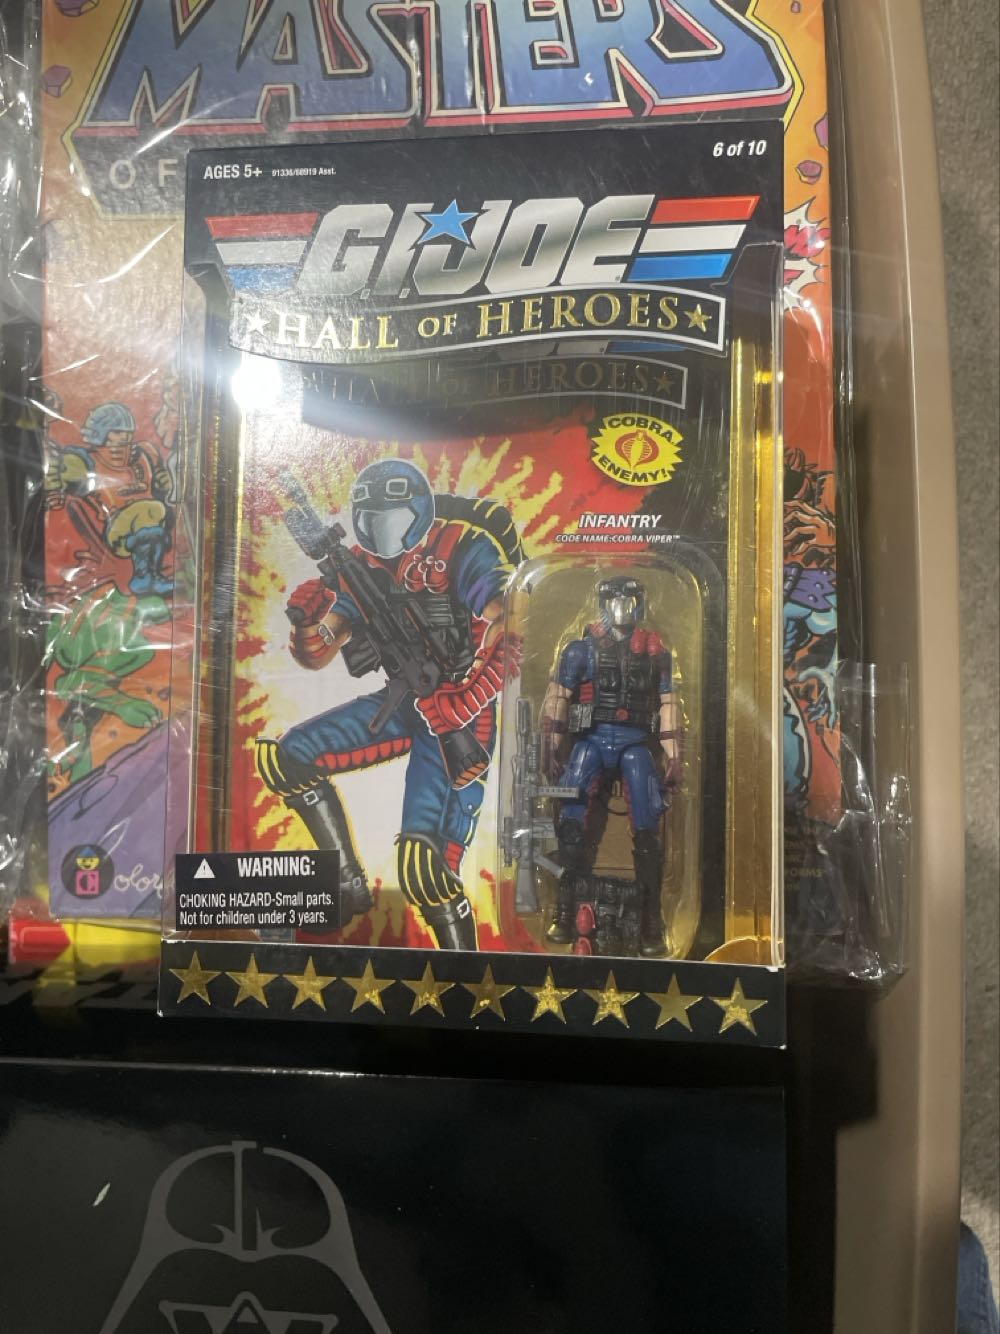 MASTERS
OF
6 of 10
AGES 5+ 91336/68919 Asst.
G.I. JOE
★HALL OF HEROES★
HALL OF HEROES★
COBRA
ENEMY!
INFANTRY
CODE NAME: COBRA VIPER™
WARNING:
CHOKING HAZARD-Small parts.
Not for children under 3 years.